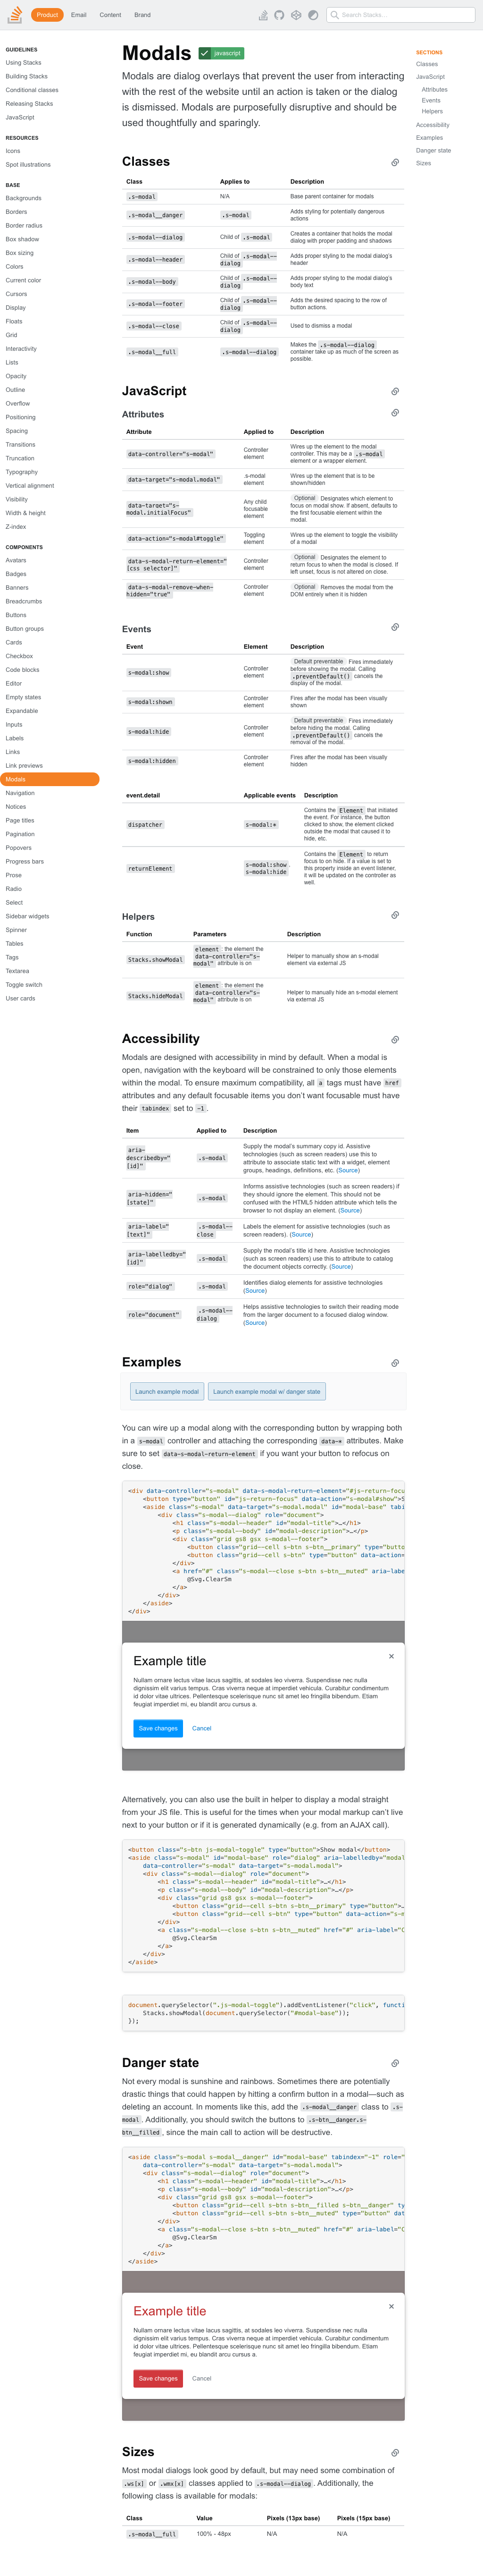 Product Email Content Brand Search Stacks…
GUIDELINES
Using Stacks
Building Stacks
Conditional classes
Releasing Stacks
JavaScript
RESOURCES
Icons
Spot illustrations
BASE
Backgrounds
Borders
Border radius
Box shadow
Box sizing
Colors
Current color
Cursors
Display
Floats
Grid
Interactivity
Lists
Opacity
Outline
Overflow
Positioning
Spacing
Transitions
Truncation
Typography
Vertical alignment
Visibility
Width & height
Z-index
COMPONENTS
Avatars
Badges
Banners
Breadcrumbs
Buttons
Button groups
Cards
Checkbox
Code blocks
Editor
Empty states
Expandable
Inputs
Labels
Links
Link previews
Modals
Navigation
Notices
Page titles
Pagination
Popovers
Progress bars
Prose
Radio
Select
Sidebar widgets
Spinner
Tables
Tags
Textarea
Toggle switch
User cards
Modals javascript
Modals are dialog overlays that prevent the user from interacting
with the rest of the website until an action is taken or the dialog
is dismissed. Modals are purposefully disruptive and should be
used thoughtfully and sparingly.
SECTIONS
Classes
JavaScript
Attributes
Events
Helpers
Accessibility
Examples
Danger state
Sizes
Classes
Class Applies to Description
.s-modal N/A Base parent container for modals
.s-modal__danger .s-modal Adds styling for potentially dangerous
actions
.s-modal--dialog Child of .s-modal Creates a container that holds the modal
dialog with proper padding and shadows
.s-modal--header Child of .s-modal--
dialog Adds proper styling to the modal dialog's
header
.s-modal--body Child of .s-modal--
dialog Adds proper styling to the modal dialog's
body text
.s-modal--footer Child of .s-modal--
dialog Adds the desired spacing to the row of
button actions.
.s-modal--close Child of .s-modal--
dialog Used to dismiss a modal
.s-modal__full .s-modal--dialog Makes the .s-modal--dialog
container take up as much of the screen as
possible.
JavaScript
Attributes
Attribute Applied to Description
data-controller="s-modal" Controller
element Wires up the element to the modal
controller. This may be a .s-modal
element or a wrapper element.
data-target="s-modal.modal" .s-modal
element Wires up the element that is to be
shown/hidden
data-target="s-
modal.initialFocus" Any child
focusable
element Optional Designates which element to
focus on modal show. If absent, defaults to
the first focusable element within the
modal.
data-action="s-modal#toggle" Toggling
element Wires up the element to toggle the visibility
of a modal
data-s-modal-return-element="
[css selector]" Controller
element Optional Designates the element to
return focus to when the modal is closed. If
left unset, focus is not altered on close.
data-s-modal-remove-when-
hidden="true" Controller
element Optional Removes the modal from the
DOM entirely when it is hidden
Events
Event Element Description
s-modal:show Controller
element Default preventable Fires immediately
before showing the modal. Calling
.preventDefault() cancels the
display of the modal.
s-modal:shown Controller
element Fires after the modal has been visually
shown
s-modal:hide Controller
element Default preventable Fires immediately
before hiding the modal. Calling
.preventDefault() cancels the
removal of the modal.
s-modal:hidden Controller
element Fires after the modal has been visually
hidden
event.detail Applicable events Description
dispatcher s-modal:* Contains the Element that initiated
the event. For instance, the button
clicked to show, the element clicked
outside the modal that caused it to
hide, etc.
returnElement s-modal:show,
s-modal:hide Contains the Element to return
focus to on hide. If a value is set to
this property inside an event listener,
it will be updated on the controller as
well.
Helpers
Function Parameters Description
Stacks.showModal element the element the
data-controller="s-
modal" attribute is on Helper to manually show an s-modal
element via external JS
Stacks.hideModal element the element the
data-controller="s-
modal" attribute is on Helper to manually hide an s-modal element
via external JS
Accessibility
Modals are designed with accessibility in mind by default. When a modal is
open, navigation with the keyboard will be constrained to only those elements
within the modal. To ensure maximum compatibility, all a tags must have href
attributes and any default focusable items you don't want focusable must have
their tabindex set to -1.
Item Applied to Description
aria-
describedby="
[id]" .s-modal Supply the modal's summary copy id. Assistive
technologies (such as screen readers) use this to
attribute to associate static text with a widget, element
groups, headings, definitions, etc. (Source)
aria-hidden="
[state]" .s-modal Informs assistive technologies (such as screen readers) if
they should ignore the element. This should not be
confused with the HTML5 hidden attribute which tells the
browser to not display an element. (Source)
aria-label="
[text]" .s-modal--
close Labels the element for assistive technologies (such as
screen readers). (Source)
aria-labelledby="
[id]" .s-modal Supply the modal's title id here. Assistive technologies
(such as screen readers) use this to attribute to catalog
the document objects correctly. (Source)
role="dialog" .s-modal Identifies dialog elements for assistive technologies
(Source)
role="document" .s-modal--
dialog Helps assistive technologies to switch their reading mode
from the larger document to a focused dialog window.
(Source)
Examples
Launch example modal Launch example modal w/ danger state
You can wire up a modal along with the corresponding button by wrapping both
in a s-modal controller and attaching the corresponding data-* attributes. Make
sure to set data-s-modal-return-element if you want your button to refocus on
close.
<div data-controller="s-modal" data-s-modal-return-element="#js-return-focu
<button type="button" id="js-return-focus" data-action="s-modal#show">S
<aside class="s-modal" data-target="s-modal.modal" id="modal-base" tabi
<div class="s-modal--dialog" role="document">
<h1 class="s-modal--header" id="modal-title">…</h1>
<p class="s-modal--body" id="modal-description">…</p>
<div class="grid gs8 gsx s-modal--footer">
<button class="grid--cell s-btn s-btn__primary" type="butto
<button class="grid--cell s-btn" type="button" data-action=
</div>
<a href="#" class="s-modal--close s-btn s-btn__muted" aria-labe
@Svg.ClearSm
</a>
</div>
</aside>
</div>
Example title
Nullam ornare lectus vitae lacus sagittis, at sodales leo viverra. Suspendisse nec nulla
dignissim elit varius tempus. Cras viverra neque at imperdiet vehicula. Curabitur condimentum
id dolor vitae ultrices. Pellentesque scelerisque nunc sit amet leo fringilla bibendum. Etiam
feugiat imperdiet mi, eu blandit arcu cursus a.
Save changes Cancel
Alternatively, you can also use the built in helper to display a modal straight
from your JS file. This is useful for the times when your modal markup can't live
next to your button or if it is generated dynamically (e.g. from an AJAX call).
<button class="s-btn js-modal-toggle" type="button">Show modal</button>
<aside class="s-modal" id="modal-base" role="dialog" aria-labelledby="modal
data-controller="s-modal" data-target="s-modal.modal">
<div class="s-modal--dialog" role="document">
<h1 class="s-modal--header" id="modal-title">…</h1>
<p class="s-modal--body" id="modal-description">…</p>
<div class="grid gs8 gsx s-modal--footer">
<button class="grid--cell s-btn s-btn__primary" type="button">…
<button class="grid--cell s-btn" type="button" data-action="s-m
</div>
<a class="s-modal--close s-btn s-btn__muted" href="#" aria-label="C
@Svg.ClearSm
</a>
</div>
</aside>
document.querySelector(".js-modal-toggle").addEventListener("click", functi
Stacks.showModal(document.querySelector("#modal-base"));
});
Danger state
Not every modal is sunshine and rainbows. Sometimes there are potentially
drastic things that could happen by hitting a confirm button in a modal—such as
deleting an account. In moments like this, add the .s-modal__danger class to .s-
modal. Additionally, you should switch the buttons to .s-btn__danger.s-
btn__filled, since the main call to action will be destructive.
<aside class="s-modal s-modal__danger" id="modal-base" tabindex="-1" role="
data-controller="s-modal" data-target="s-modal.modal">
<div class="s-modal--dialog" role="document">
<h1 class="s-modal--header" id="modal-title">…</h1>
<p class="s-modal--body" id="modal-description">…</p>
<div class="grid gs8 gsx s-modal--footer">
<button class="grid--cell s-btn s-btn__filled s-btn__danger" ty
<button class="grid--cell s-btn s-btn__muted" type="button" dat
</div>
<a class="s-modal--close s-btn s-btn__muted" href="#" aria-label="C
@Svg.ClearSm
</a>
</div>
</aside>
Example title
Nullam ornare lectus vitae lacus sagittis, at sodales leo viverra. Suspendisse nec nulla
dignissim elit varius tempus. Cras viverra neque at imperdiet vehicula. Curabitur condimentum
id dolor vitae ultrices. Pellentesque scelerisque nunc sit amet leo fringilla bibendum. Etiam
feugiat imperdiet mi, eu blandit arcu cursus a.
Save changes Cancel
Sizes
Most modal dialogs look good by default, but may need some combination of
.ws[x] or .wmx[x] classes applied to .s-modal--dialog. Additionally, the
following class is available for modals:
Class Value Pixels (13px base) Pixels (15px base)
.s-modal__full 100% - 48px N/A N/A